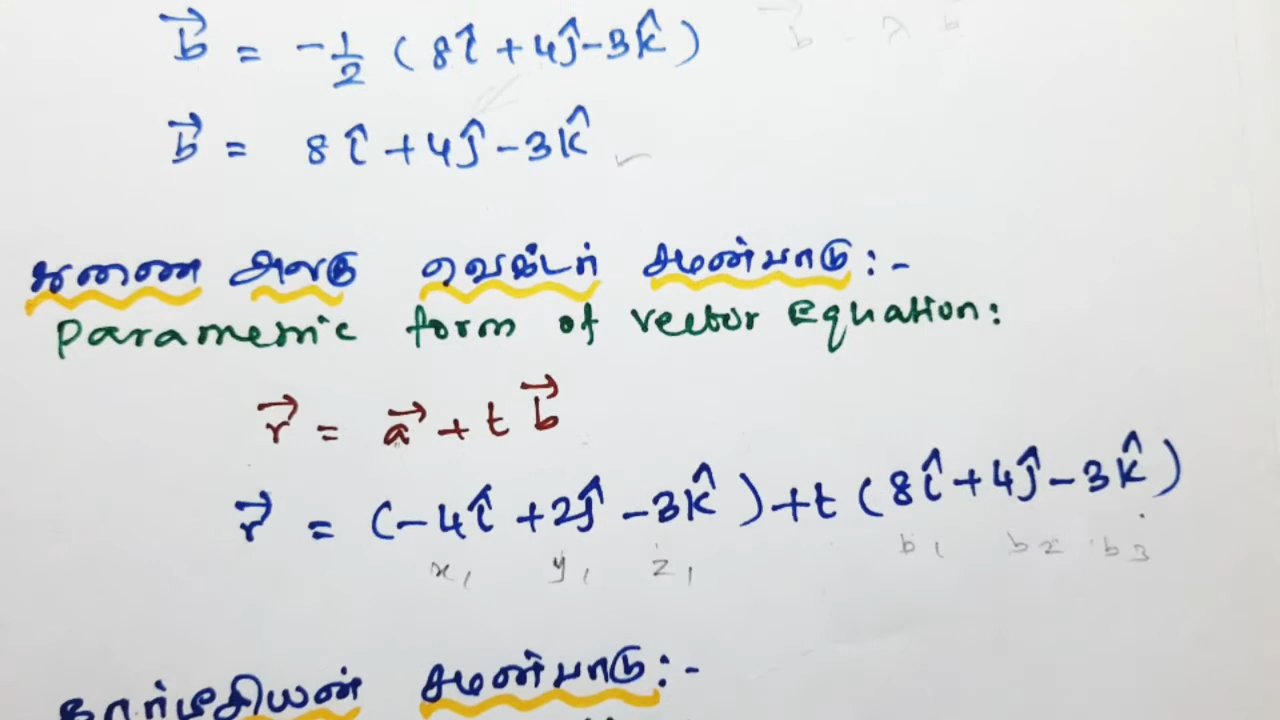 b⃗ = -1/2 (8î + 4ĵ - 3k̂)
b⃗ = 8î + 4ĵ - 3k̂
துணை அலகு வெக்டர் சமன்பாடு :-
Parametric form of vector Equation:
r⃗ = a⃗ + t b⃗
r⃗ = (-4î + 2ĵ - 3k̂) + t (8î + 4ĵ - 3k̂)
x₁ y₁ z₁ b₁ b₂ b₃
கார்டீசியன் சமன்பாடு :-